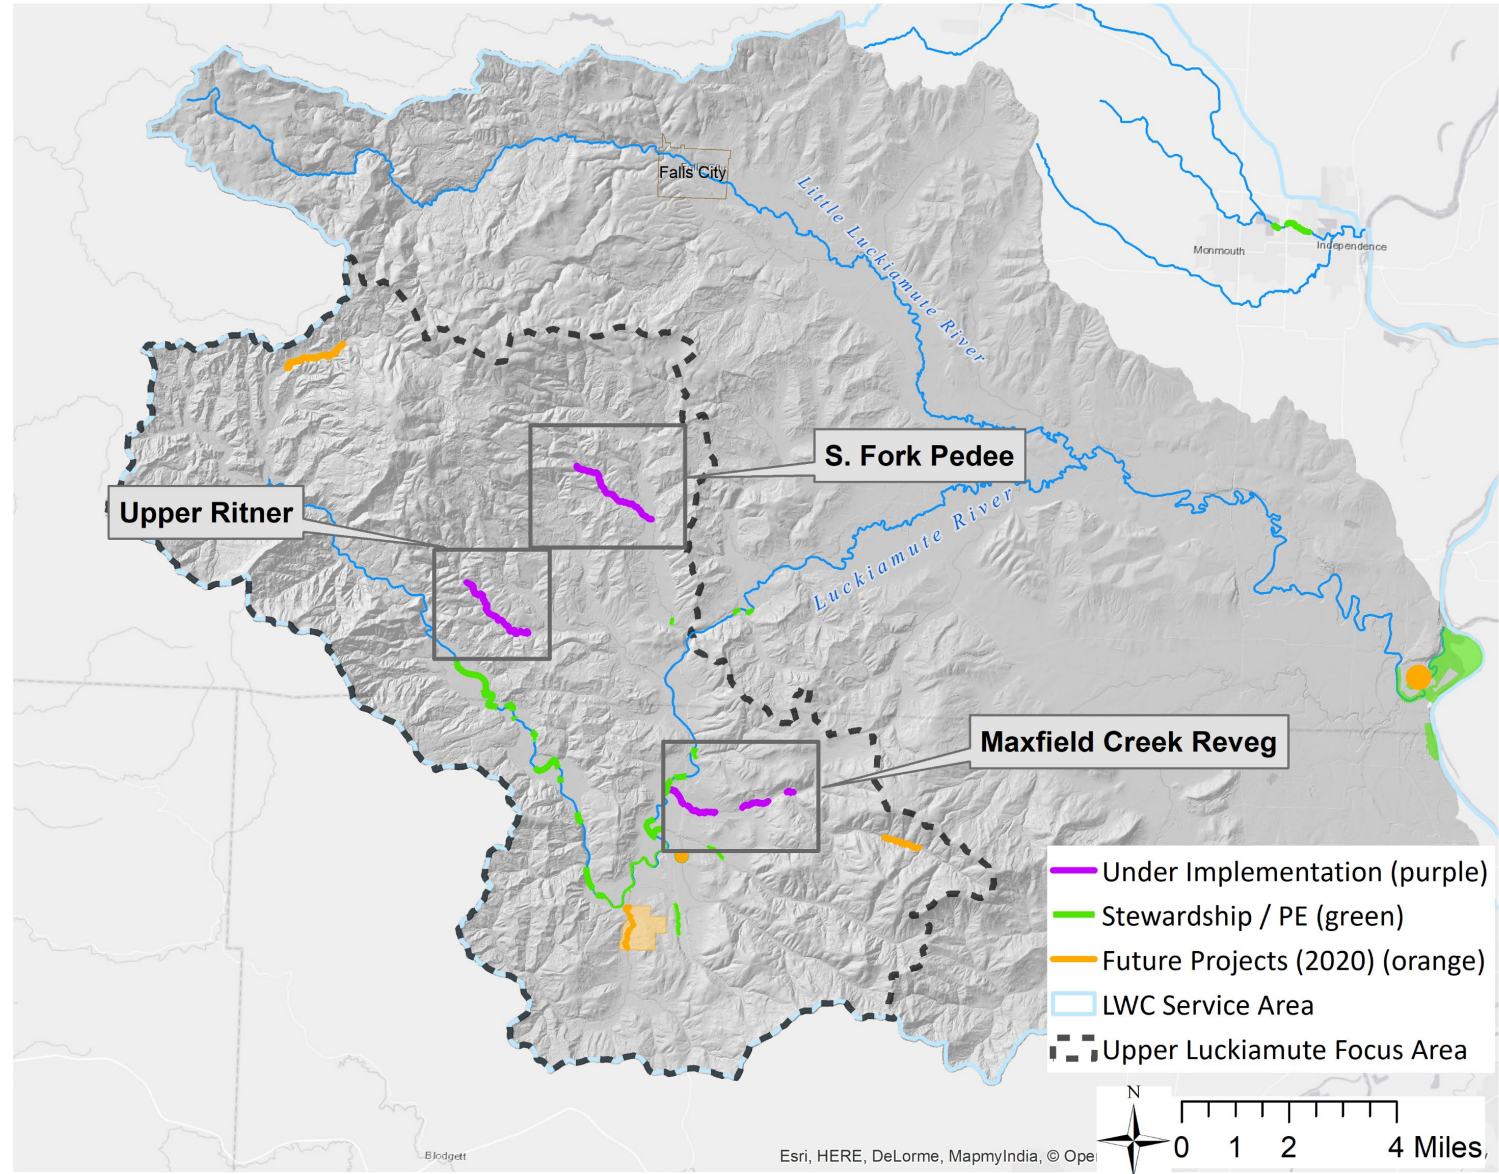 Falls City
Little Luckiamute River
Monmouth
Independence
S. Fork Pedee
Upper Ritner
Luckiamute River
Maxfield Creek Reveg
Under Implementation (purple)
Stewardship / PE (green)
Future Projects (2020) (orange)
LWC Service Area
Upper Luckiamute Focus Area
N
0 1 2 4 Miles
Blodgett
Esri, HERE, DeLorme, MapmyIndia, © Ope